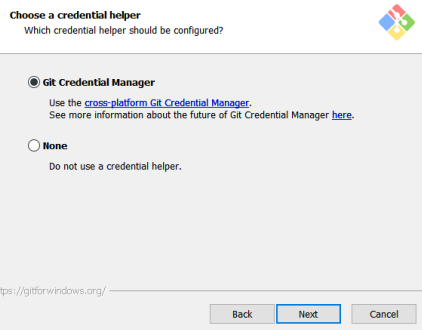 Choose a credential helper
Which credential helper should be configured?
Git Credential Manager
Use the cross-platform Git Credential Manager.
See more information about the future of Git Credential Manager here.
None
Do not use a credential helper.
tps://gitforwindows.org/
Back Next Cancel